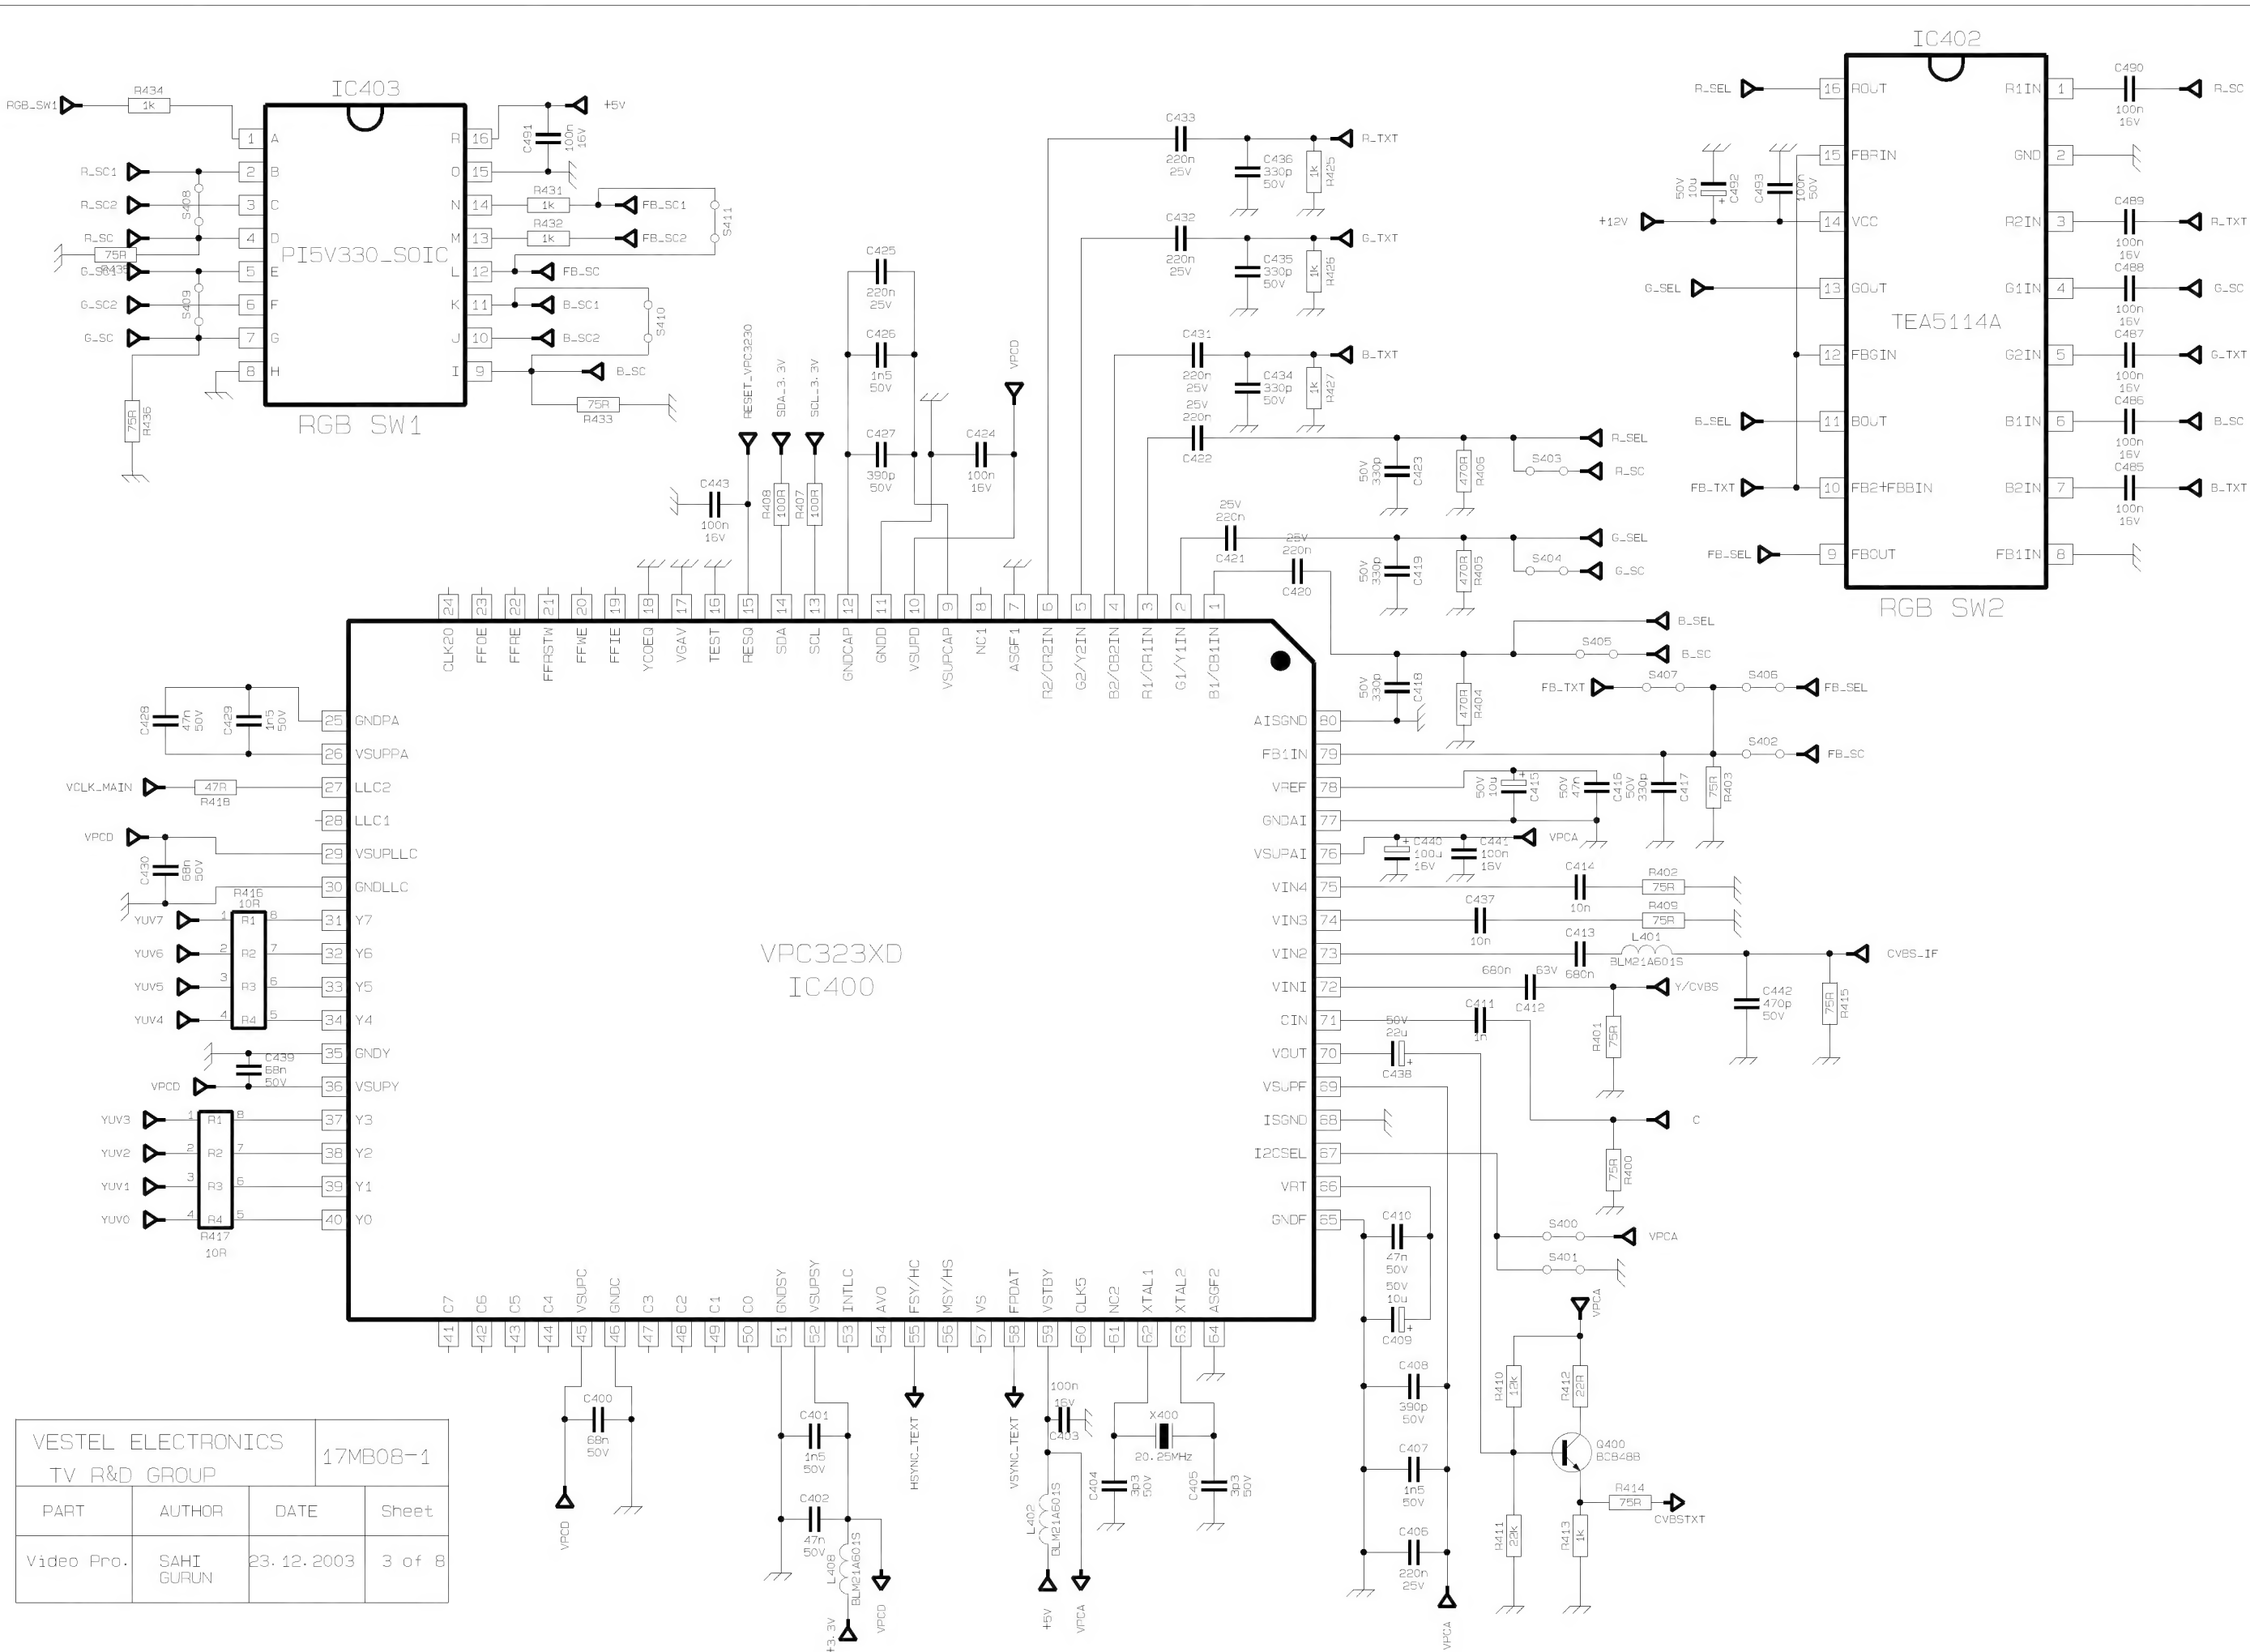 IC403
RGB_SW1
R434
1k
C491
100n
16V
+5V
1 A
R 16
R_SC1
2 B
O 15
R_SC2
3 C
N 14
R431
1k
FB_SC1
S408
S411
R_SC
4 D
M 13
R432
1k
FB_SC2
75R
R435
PI5V330_SOIC
G_SC1
5 E
L 12
FB_SC
G_SC2
6 F
K 11
B_SC1
S409
S410
G_SC
7 G
J 10
B_SC2
8 H
I 9
B_SC
75R
R436
75R
R433
RGB SW1
IC402
R_SEL
16 ROUT
R1IN 1
C490
100n
16V
R_SC
15 FBRIN
GND 2
50V
10u
C492
C493
100n
50V
+12V
14 VCC
R2IN 3
C489
100n
16V
R_TXT
G_SEL
13 GOUT
G1IN 4
C488
100n
16V
G_SC
TEA5114A
12 FBGIN
G2IN 5
C487
100n
16V
G_TXT
B_SEL
11 BOUT
B1IN 6
C486
100n
16V
B_SC
FB_TXT
10 FB2+FBBIN
B2IN 7
C485
100n
16V
B_TXT
FB_SEL
9 FBOUT
FB1IN 8
RGB SW2
C433
220n
25V
C436
330p
50V
1k
R425
R_TXT
C432
220n
25V
C435
330p
50V
1k
R426
G_TXT
C431
220n
25V
C434
330p
50V
1k
R427
B_TXT
25V
220n
C422
50V
330p
C423
470R
R406
R_SEL
S403
R_SC
25V
220n
C421
50V
330p
C419
470R
R405
G_SEL
S404
G_SC
25V
220n
C420
50V
330p
C418
470R
R404
B_SEL
S405
B_SC
C425
220n
25V
C426
1n5
50V
C427
390p
50V
C424
100n
16V
VPCD
RESET_VPC3230
SDA_3.3V
SCL_3.3V
C443
100n
16V
R408
100R
R407
100R
24 CLK20
23 FFOE
22 FFRE
21 FFRSTW
20 FFWE
19 FFIE
18 YCOEQ
17 VGAV
16 TEST
15 RESQ
14 SDA
13 SCL
12 GNDCAP
11 GNDD
10 VSUPD
9 VSUPCAP
8 NC1
7 ASGF1
6 R2/CR2IN
5 G2/Y2IN
4 B2/CB2IN
3 R1/CR1IN
2 G1/Y1IN
1 B1/CB1IN
VPC323XD
IC400
C428
47n
50V
C429
1n5
50V
25 GNDPA
26 VSUPPA
VCLK_MAIN
47R
R418
27 LLC2
28 LLC1
VPCD
C430
68n
50V
29 VSUPLLC
30 GNDLLC
R416
10R
YUV7 1 R1 8 31 Y7
YUV6 2 R2 7 32 Y6
YUV5 3 R3 6 33 Y5
YUV4 4 R4 5 34 Y4
35 GNDY
C439
68n
50V
VPCD
36 VSUPY
YUV3 1 R1 8 37 Y3
YUV2 2 R2 7 38 Y2
YUV1 3 R3 6 39 Y1
YUV0 4 R4 5 40 Y0
R417
10R
AISGND 80
FB_TXT
S407
S406
FB_SEL
FB1IN 79
S402
FB_SC
VREF 78
50V
10u
C415
50V
47n
C416
50V
330p
C417
75R
R403
GNDAI 77
VSUPAI 76
C440
100u
16V
C441
100n
16V
VPCA
VIN4 75
C414
10n
R402
75R
VIN3 74
C437
10n
R409
75R
VIN2 73
C413
680n
L401
BLM21A601S
CVBS_IF
VINI 72
680n
63V
C412
Y/CVBS
C442
470p
50V
75R
R415
CIN 71
C411
1n
R401
75R
VOUT 70
50V
22u
C438
VSUPF 69
ISGND 68
C
I2CSEL 67
75R
R400
VRT 66
GNDF 65
C410
47n
50V
50V
10u
C409
S400
VPCA
S401
C408
390p
50V
C407
1n5
50V
C406
220n
25V
VPCA
VPCA
R410
12k
R412
22R
Q400
BC848B
R414
75R
CVBSTXT
R411
22k
R413
1k
41 C7
42 C6
43 C5
44 C4
45 VSUPC
46 GNDC
47 C3
48 C2
49 C1
50 C0
51 GNDSY
52 VSUPSY
53 INTLC
54 AVO
55 FSY/HC
56 MSY/HS
57 VS
58 FPDAT
59 VSTBY
60 CLK5
61 NC2
62 XTAL1
63 XTAL2
64 ASGF2
C400
68n
50V
VPCD
C401
1n5
50V
C402
47n
50V
L408
BLM21A601S
+3.3V
VPCD
HSYNC_TEXT
VSYNC_TEXT
100n
16V
C403
L402
BLM21A601S
+5V
VPCA
X400
20.25MHz
C404
3p3
50V
C405
3p3
50V
VESTEL ELECTRONICS
TV R&D GROUP
17MB08-1
PART AUTHOR DATE Sheet
Video Pro. SAHI GURUN 23.12.2003 3 of 8